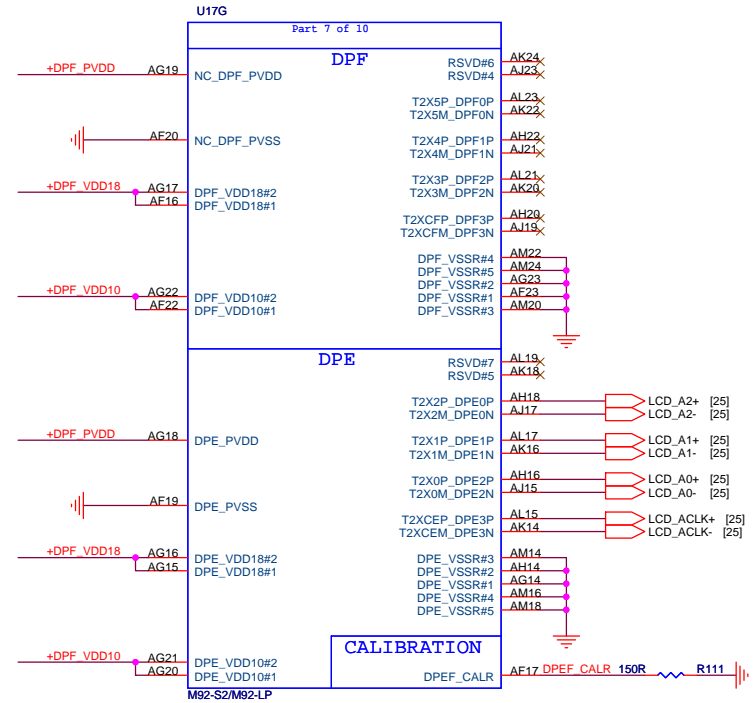 U17G
Part 7 of 10
DPF
RSVD#6 AK24
RSVD#4 AJ23
+DPF_PVDD AG19 NC_DPF_PVDD
T2X5P_DPF0P AL23
T2X5M_DPF0N AK22
AF20 NC_DPF_PVSS
T2X4P_DPF1P AH22
T2X4M_DPF1N AJ21
T2X3P_DPF2P AL21
T2X3M_DPF2N AK20
+DPF_VDD18 AG17 DPF_VDD18#2
AF16 DPF_VDD18#1
T2XCFP_DPF3P AH20
T2XCFM_DPF3N AJ19
DPF_VSSR#4 AM22
DPF_VSSR#5 AM24
DPF_VSSR#2 AG23
DPF_VSSR#1 AF23
DPF_VSSR#3 AM20
+DPF_VDD10 AG22 DPF_VDD10#2
AF22 DPF_VDD10#1
DPE
RSVD#7 AL19
RSVD#5 AK18
T2X2P_DPE0P AH18 LCD_A2+ [25]
T2X2M_DPE0N AJ17 LCD_A2- [25]
+DPF_PVDD AG18 DPE_PVDD
T2X1P_DPE1P AL17 LCD_A1+ [25]
T2X1M_DPE1N AK16 LCD_A1- [25]
T2X0P_DPE2P AH16 LCD_A0+ [25]
T2X0M_DPE2N AJ15 LCD_A0- [25]
AF19 DPE_PVSS
T2XCEP_DPE3P AL15 LCD_ACLK+ [25]
T2XCEM_DPE3N AK14 LCD_ACLK- [25]
+DPF_VDD18 AG16 DPE_VDD18#2
AG15 DPE_VDD18#1
DPE_VSSR#3 AM14
DPE_VSSR#2 AH14
DPE_VSSR#1 AG14
DPE_VSSR#4 AM16
DPE_VSSR#5 AM18
CALIBRATION
+DPF_VDD10 AG21 DPE_VDD10#2
AG20 DPE_VDD10#1
DPEF_CALR AF17 DPEF_CALR 150R R111
M92-S2/M92-LP